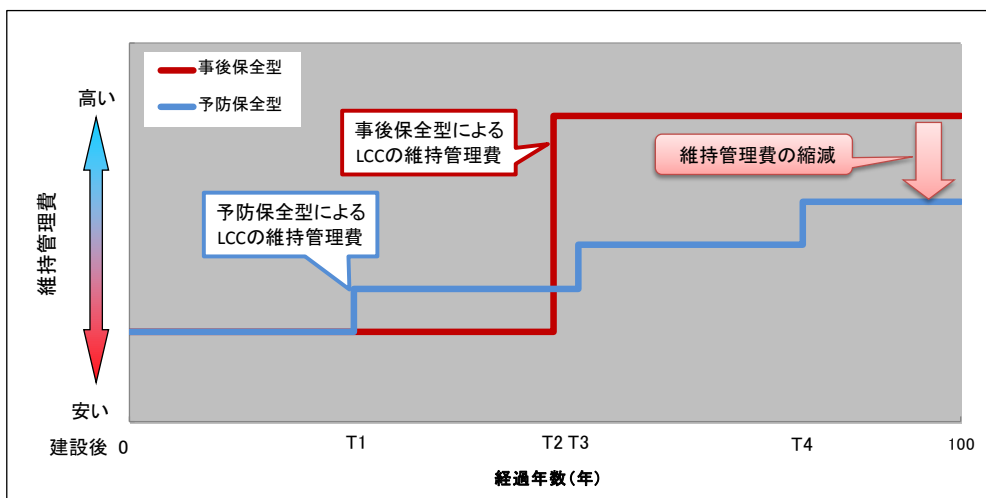 事後保全型
予防保全型
高い
事後保全型による
LCCの維持管理費
維持管理費の縮減
予防保全型による
LCCの維持管理費
維持管理費
安い
建設後 0 T1 T2 T3 T4 100
経過年数(年)